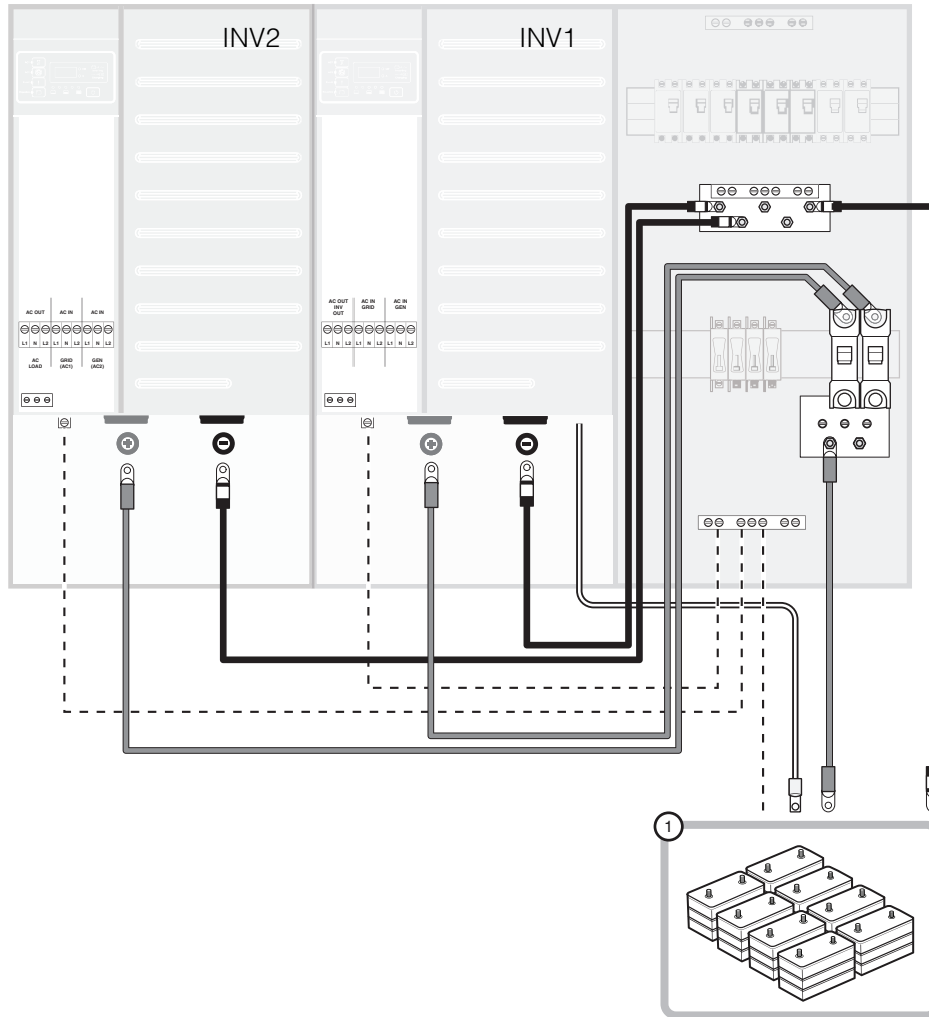 INV2
INV1
AC OUT AC IN AC IN
L1 N L2 L1 N L2 L1 N L2
AC LOAD GRID (AC1) GEN (AC2)
AC OUT INV OUT AC IN GRID AC IN GEN
L1 N L2 L1 N L2 L1 N L2
1